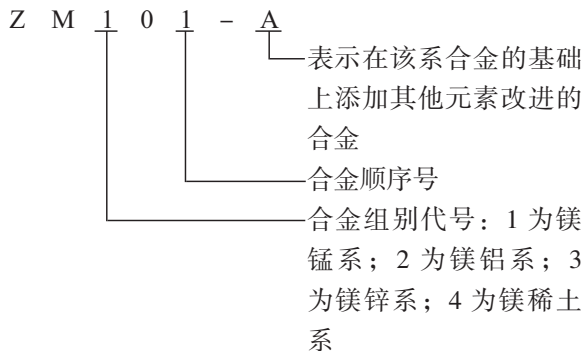 Z M 1 0 1 – A
表示在该系合金的基础
上添加其他元素改进的
合金
合金顺序号
合金组别代号：1 为镁
锰系；2 为镁铝系；3
为镁锌系；4 为镁稀土
系